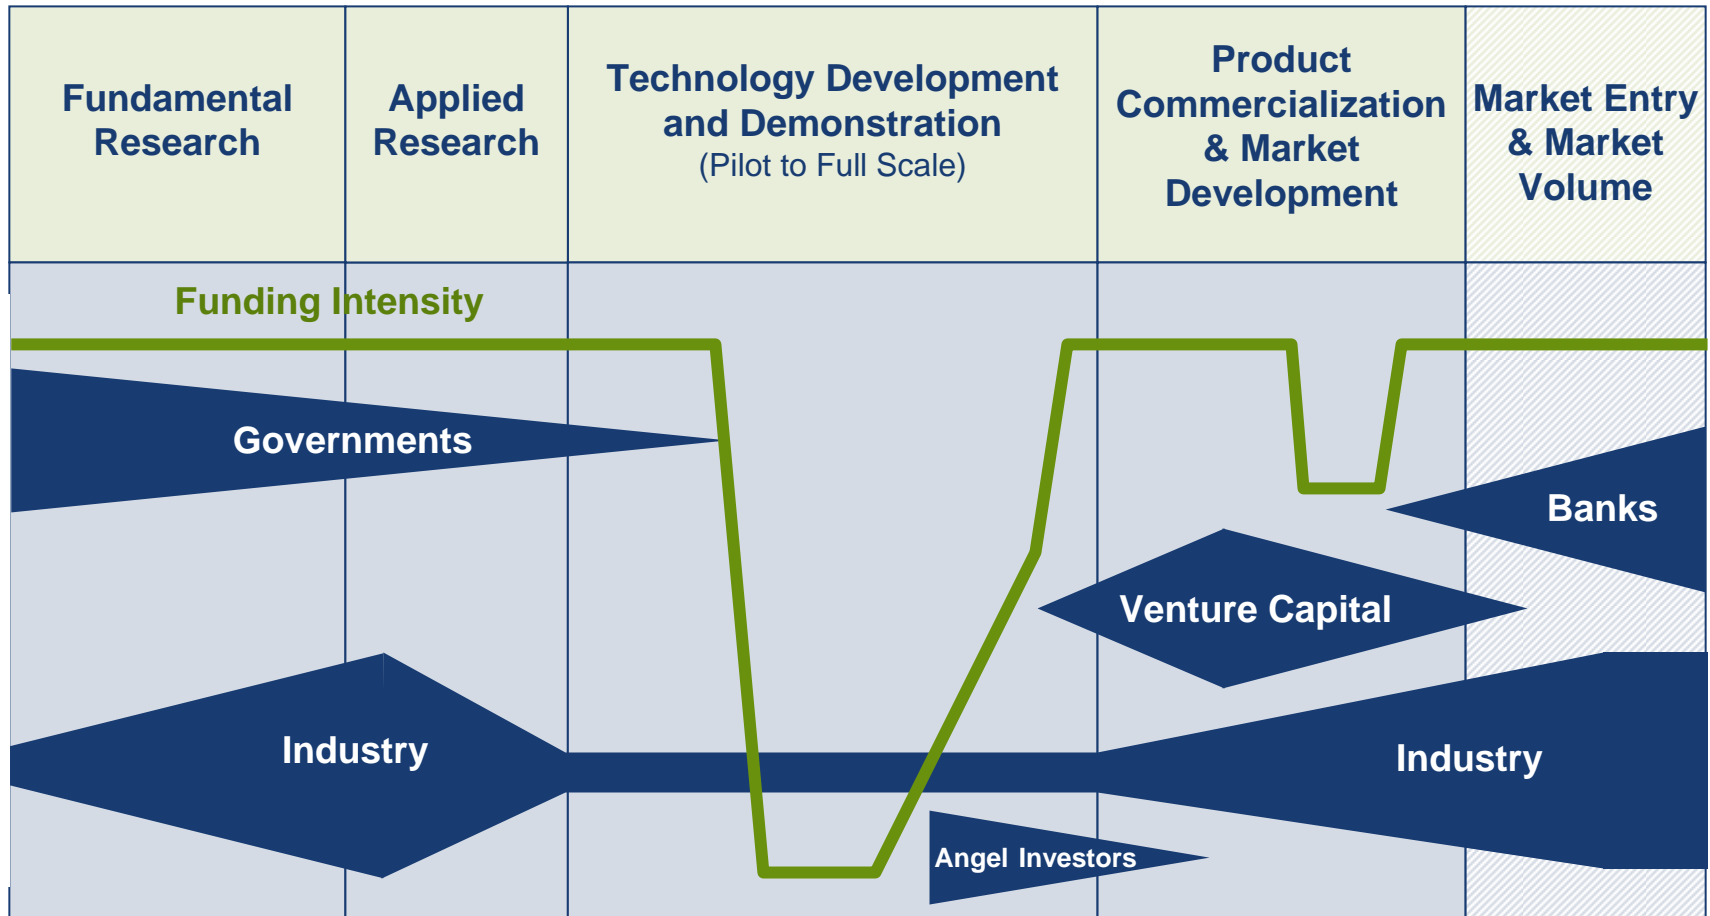 Fundamental
Research
Applied
Research
Technology Development
and Demonstration
(Pilot to Full Scale)
Product
Commercialization
& Market
Development
Market Entry
& Market
Volume
Funding Intensity
Governments
Banks
Venture Capital
Industry
Industry
Angel Investors